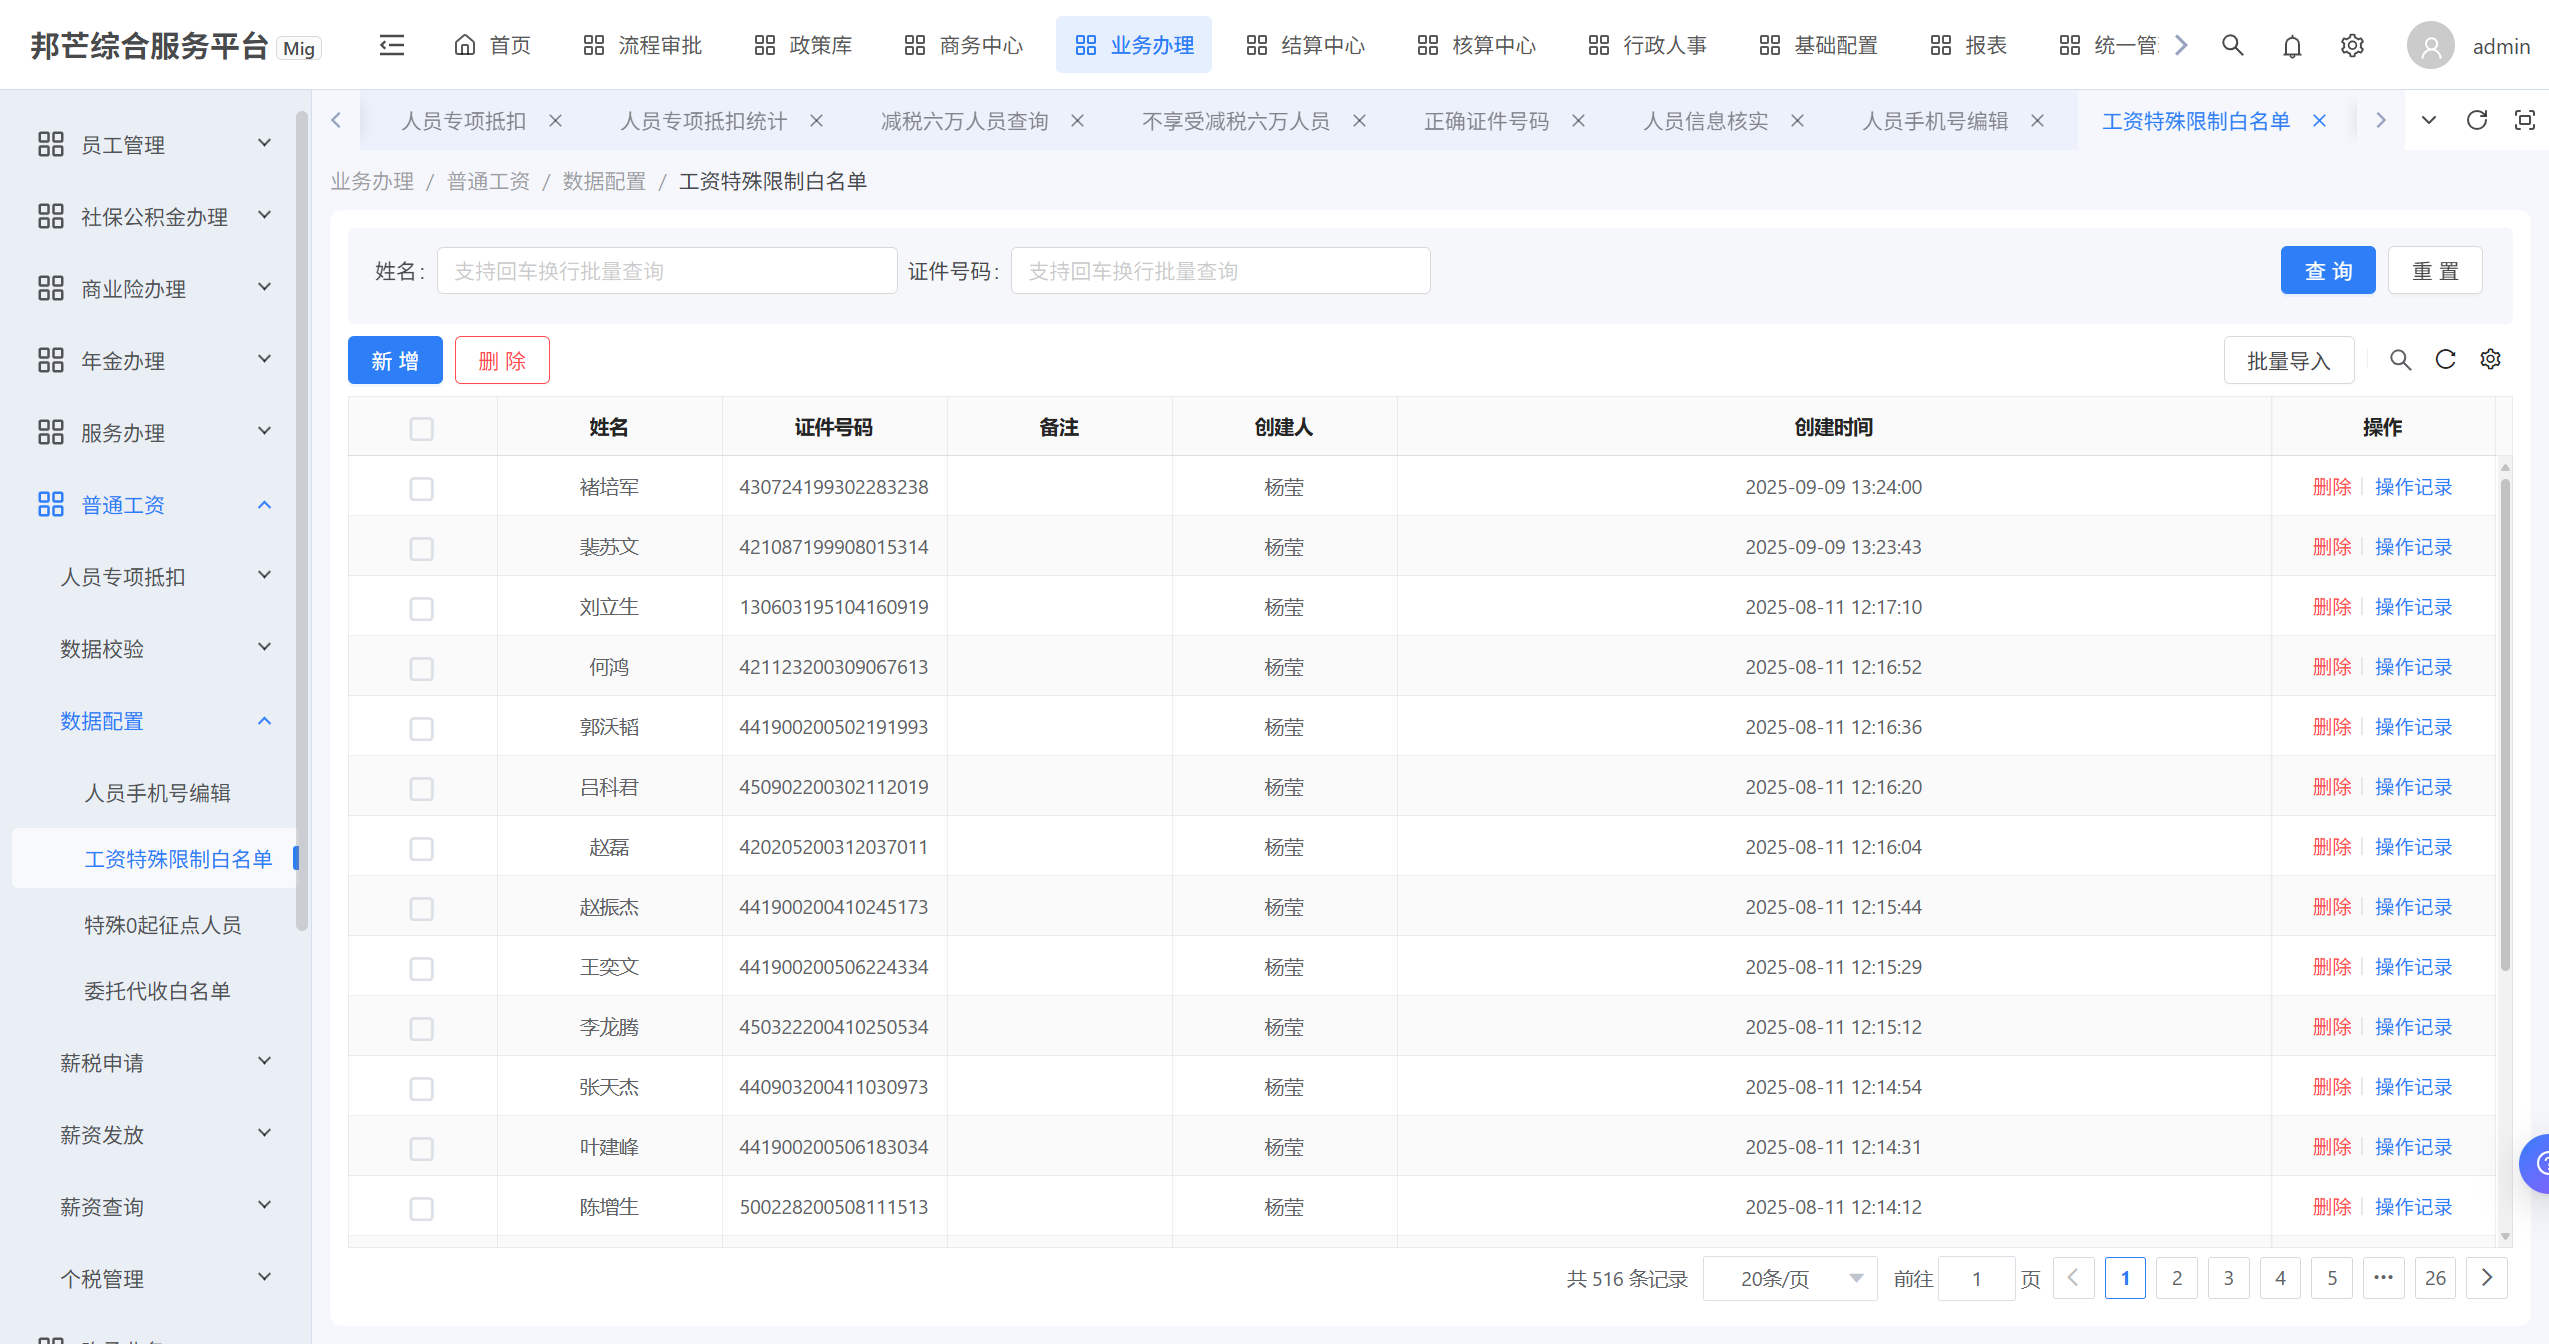 邦芒综合服务平台 Mig
首页 流程审批 政策库 商务中心 业务办理 结算中心 核算中心 行政人事 基础配置 报表 统一管 admin
员工管理
社保公积金办理
商业险办理
年金办理
服务办理
普通工资
人员专项抵扣
数据校验
数据配置
人员手机号编辑
工资特殊限制白名单
特殊0起征点人员
委托代收白名单
薪税申请
薪资发放
薪资查询
个税管理
人员专项抵扣 人员专项抵扣统计 减税六万人员查询 不享受减税六万人员 正确证件号码 人员信息核实 人员手机号编辑 工资特殊限制白名单
业务办理 / 普通工资 / 数据配置 / 工资特殊限制白名单
姓名: 支持回车换行批量查询 证件号码: 支持回车换行批量查询 查 询 重 置
新 增 删 除 批量导入
姓名 证件号码 备注 创建人 创建时间 操作
褚培军 430724199302283238 杨莹 2025-09-09 13:24:00 删除 操作记录
裴苏文 421087199908015314 杨莹 2025-09-09 13:23:43 删除 操作记录
刘立生 130603195104160919 杨莹 2025-08-11 12:17:10 删除 操作记录
何鸿 421123200309067613 杨莹 2025-08-11 12:16:52 删除 操作记录
郭沃韬 441900200502191993 杨莹 2025-08-11 12:16:36 删除 操作记录
吕科君 450902200302112019 杨莹 2025-08-11 12:16:20 删除 操作记录
赵磊 420205200312037011 杨莹 2025-08-11 12:16:04 删除 操作记录
赵振杰 441900200410245173 杨莹 2025-08-11 12:15:44 删除 操作记录
王奕文 441900200506224334 杨莹 2025-08-11 12:15:29 删除 操作记录
李龙腾 450322200410250534 杨莹 2025-08-11 12:15:12 删除 操作记录
张天杰 440903200411030973 杨莹 2025-08-11 12:14:54 删除 操作记录
叶建峰 441900200506183034 杨莹 2025-08-11 12:14:31 删除 操作记录
陈增生 500228200508111513 杨莹 2025-08-11 12:14:12 删除 操作记录
共 516 条记录 20条/页 前往 1 页 1 2 3 4 5 ••• 26